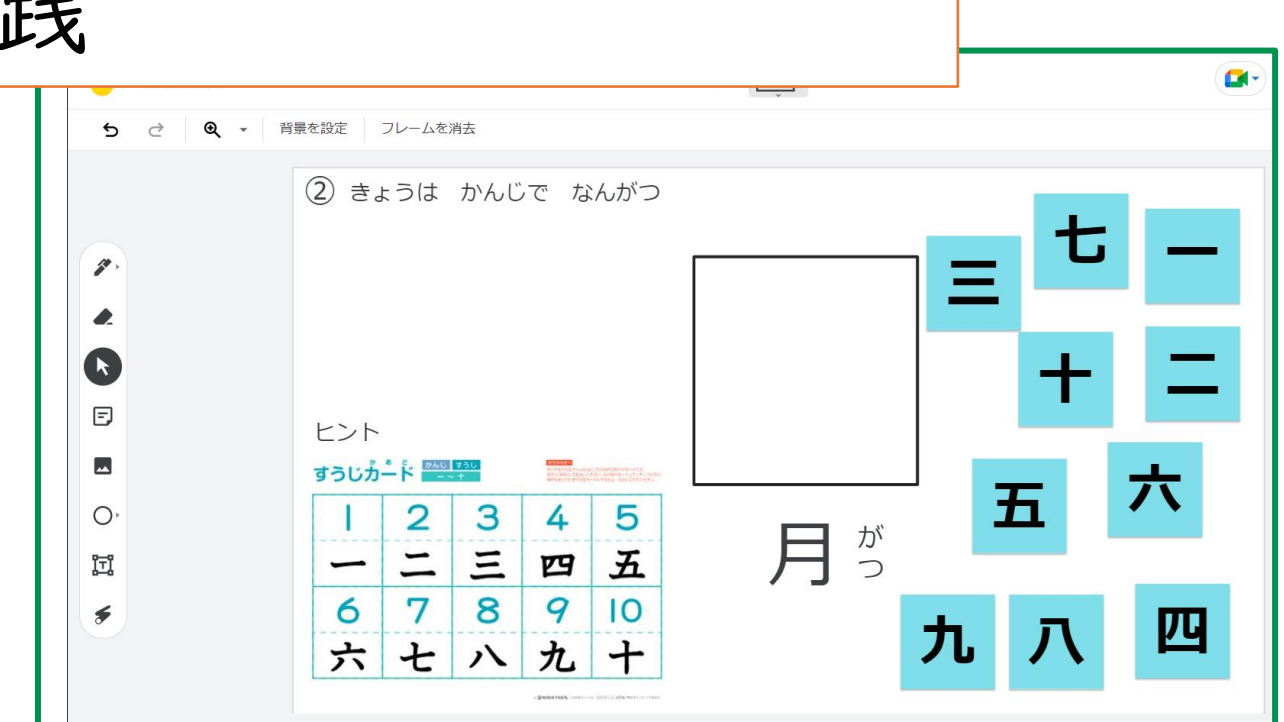 践
背景を設定 フレームを消去
② きょうは かんじで なんがつ
七
一
三
十
二
五
六
九
八
四
月 がつ
ヒント
すうじカード かあど かんじ すうじ 一~十
1 2 3 4 5
一 二 三 四 五
6 7 8 9 10
六 七 八 九 十